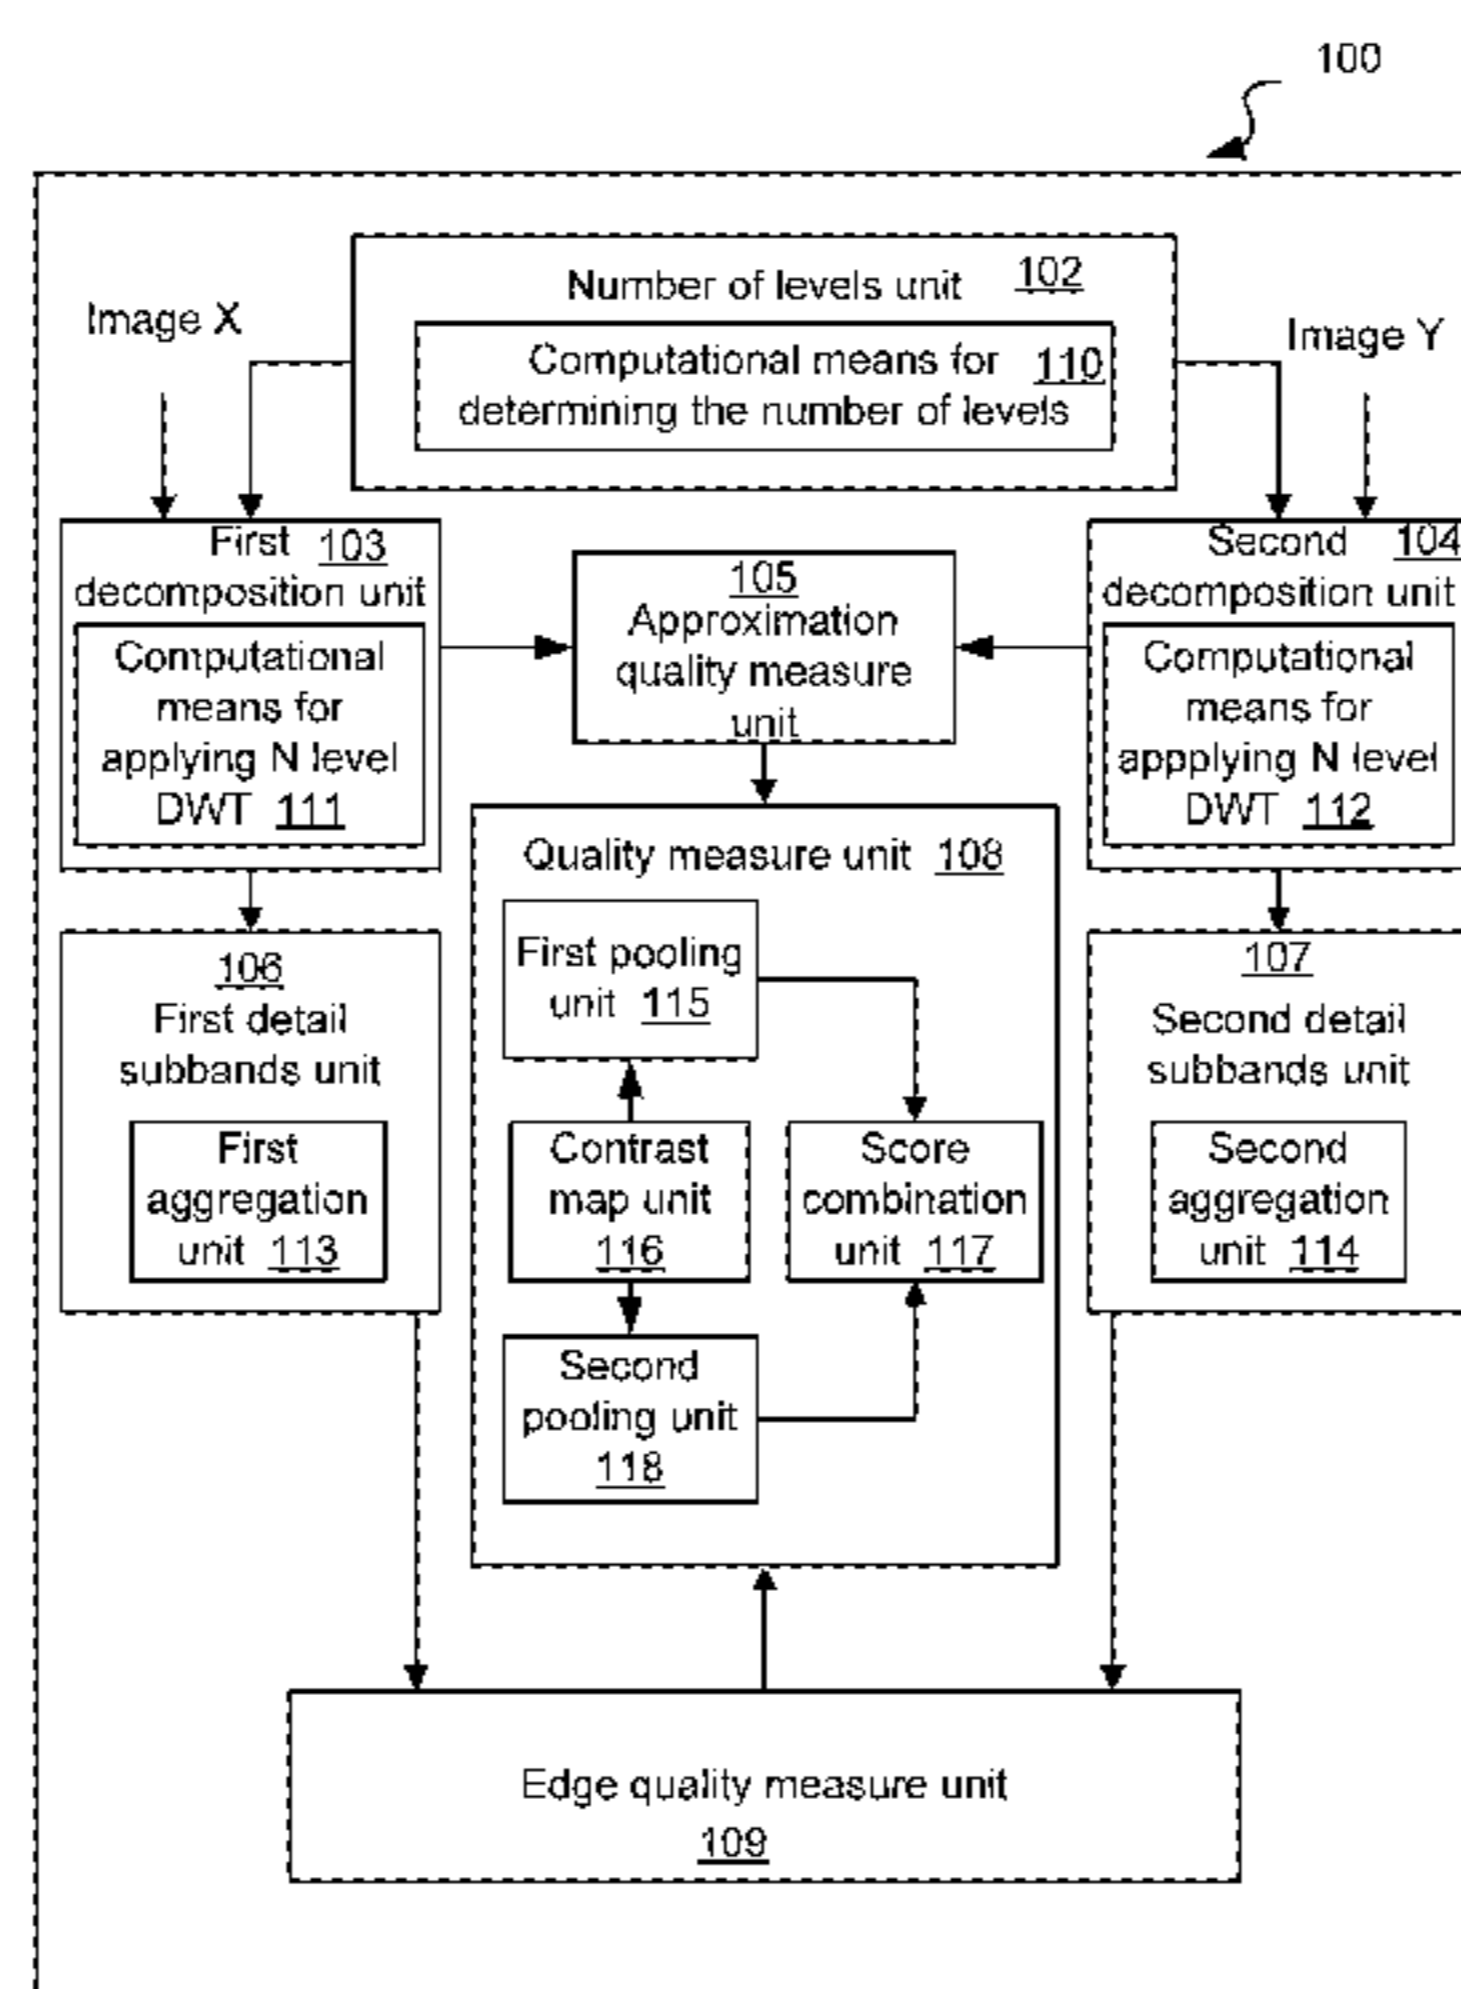 100
Number of levels unit 102
Image X
Image Y
Computational means for 110
determining the number of levels
First 103
decomposition unit
Computational
means for
applying N level
DWT 111
105
Approximation
quality measure
unit
Second 104
decomposition unit
Computational
means for
appplying N level
DWT 112
Quality measure unit 108
First pooling
unit 115
Contrast
map unit
116
Score
combination
unit 117
Second
pooling unit
118
106
First detail
subbands unit
First
aggregation
unit 113
107
Second detail
subbands unit
Second
aggregation
unit 114
Edge quality measure unit
109